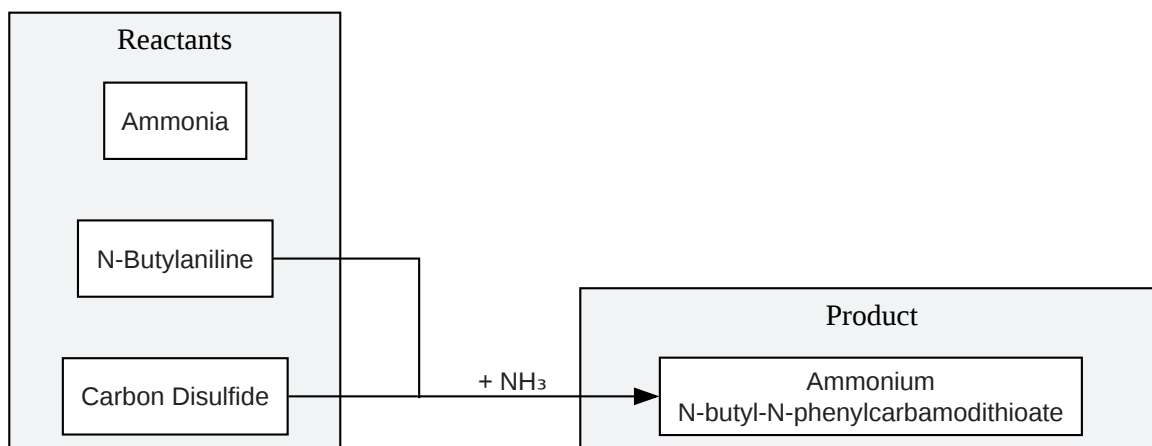 Reactants
Ammonia
N-Butylaniline
Carbon Disulfide
+ NH₃
Product
Ammonium
N-butyl-N-phenylcarbamodithioate